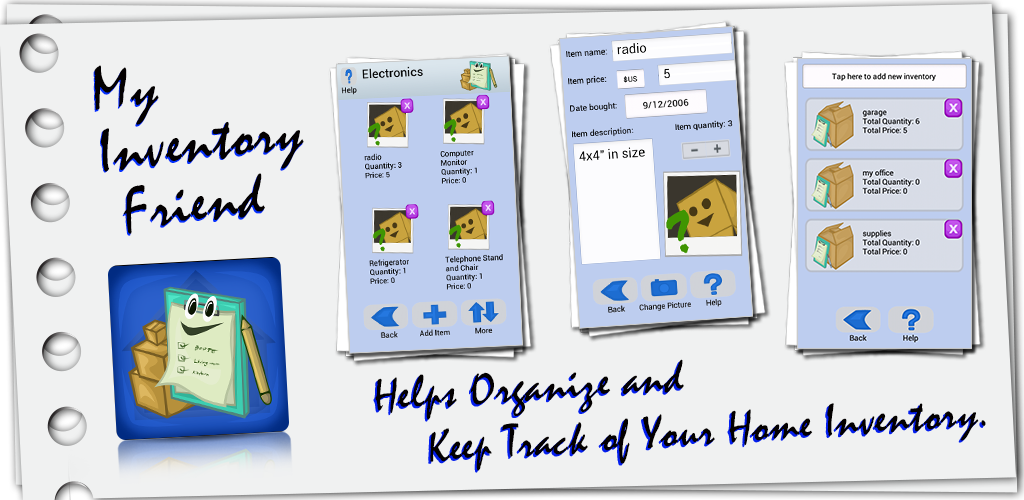 My
Inventory
Friend
? Electronics
Help
X
X
radio
Quantity: 3
Price: 5
Computer
Monitor
Quantity: 1
Price: 0
X
X
Refrigerator
Quantity: 1
Price: 0
Telephone Stand
and Chair
Quantity: 1
Price: 0
Back
Add Item
More
Item name: radio
Item price: $US 5
Date bought: 9/12/2006
Item description:
Item quantity: 3
4x4" in size
- +
?
Back
Change Picture
Help
Tap here to add new inventory
garage
Total Quantity: 6
Total Price: 5
X
my office
Total Quantity: 0
Total Price: 0
X
supplies
Total Quantity: 0
Total Price: 0
X
?
Back
Help
Helps Organize and
Keep Track of Your Home Inventory.